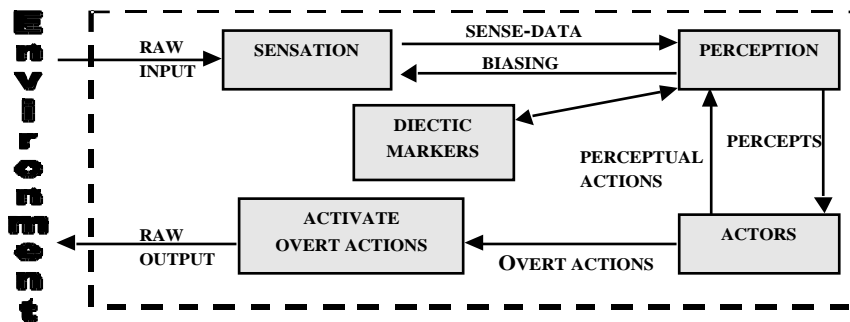 Environment
RAW
INPUT
SENSATION
SENSE-DATA
BIASING
PERCEPTION
DIECTIC
MARKERS
PERCEPTUAL
ACTIONS
PERCEPTS
RAW
OUTPUT
ACTIVATE
OVERT ACTIONS
OVERT ACTIONS
ACTORS